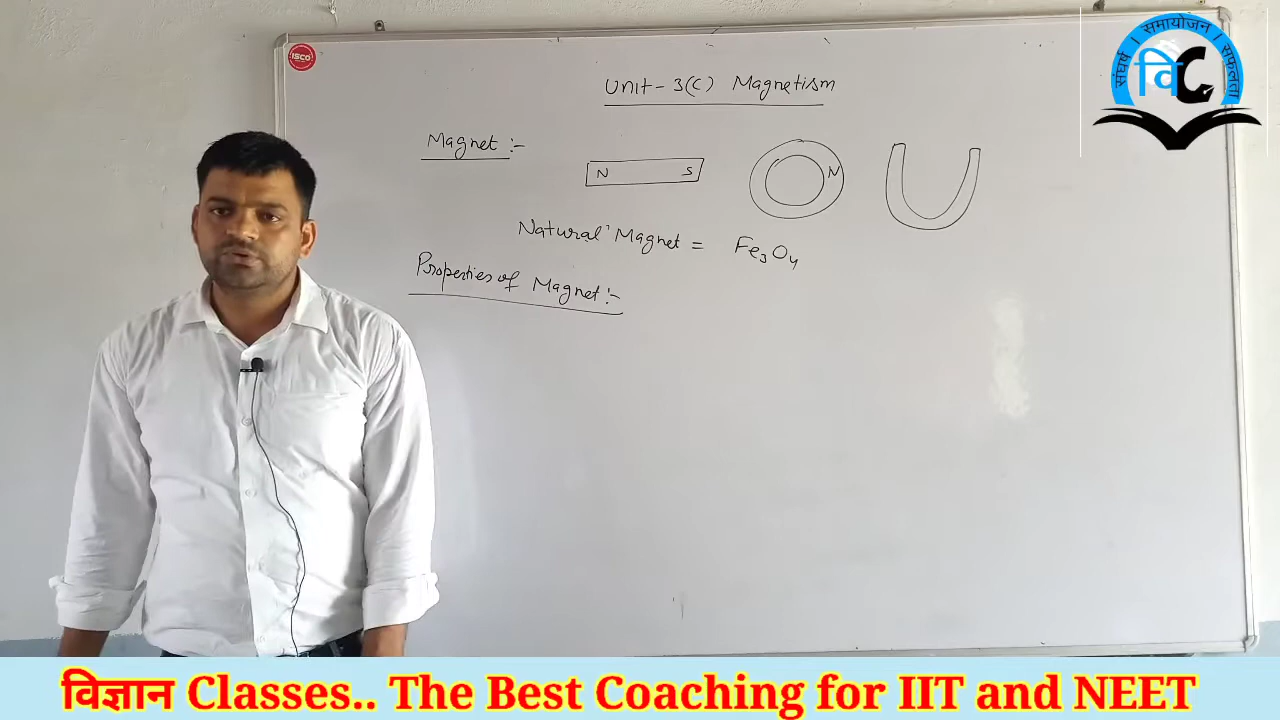 ISCO
Unit - 3(C) Magnetism
Magnet :-
N S
N
Natural Magnet = Fe₃O₄
Properties of Magnet :-
संघर्ष । समायोजन । सफलता
वि C
विज्ञान Classes.. The Best Coaching for IIT and NEET